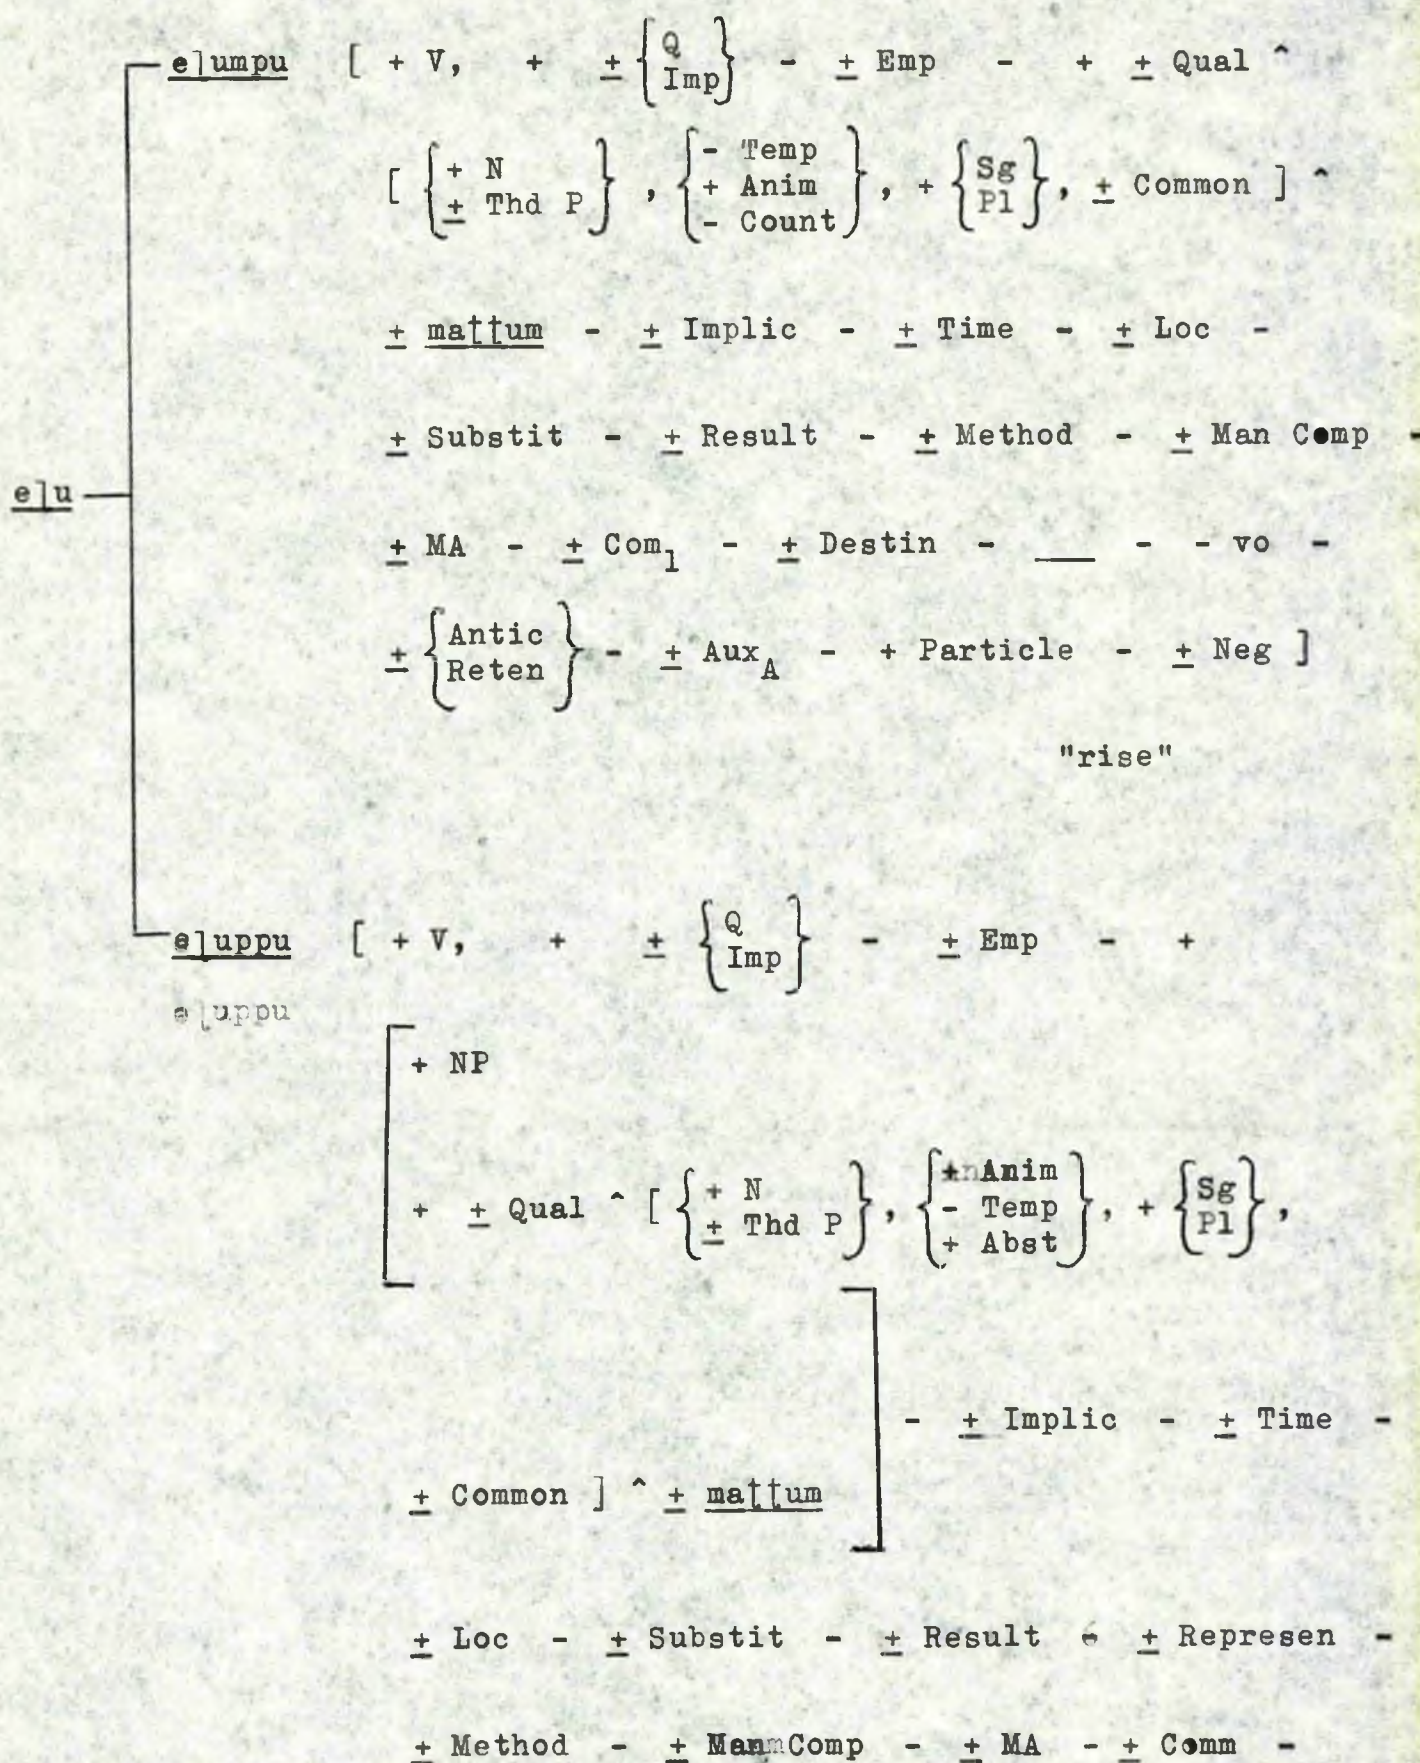 eḷumpu [ + V, + ± {Q Imp} - ± Emp - + ± Qual ^
[ {+ N ± Thd P} , {- Temp + Anim - Count}, + {Sg Pl}, ± Common ] ^
± maṭṭum - ± Implic - ± Time - ± Loc -
± Substit - ± Result - ± Method - ± Man Comp -
eḷu
± MA - ± Com1 - ± Destin - ___ - - vo -
± {Antic Reten} - ± AuxA - + Particle - ± Neg ]
"rise"
eḷuppu [ + V, + ± {Q Imp} - ± Emp - +
eḷuppu
+ NP
+ ± Qual ^ [ {+ N ± Thd P}, {+ Anim - Temp + Abst}, + {Sg Pl},
- ± Implic - ± Time -
± Common ] ^ ± maṭṭum
± Loc - ± Substit - ± Result - ± Represen -
± Method - ± Man Comp - ± MA - ± Comm -